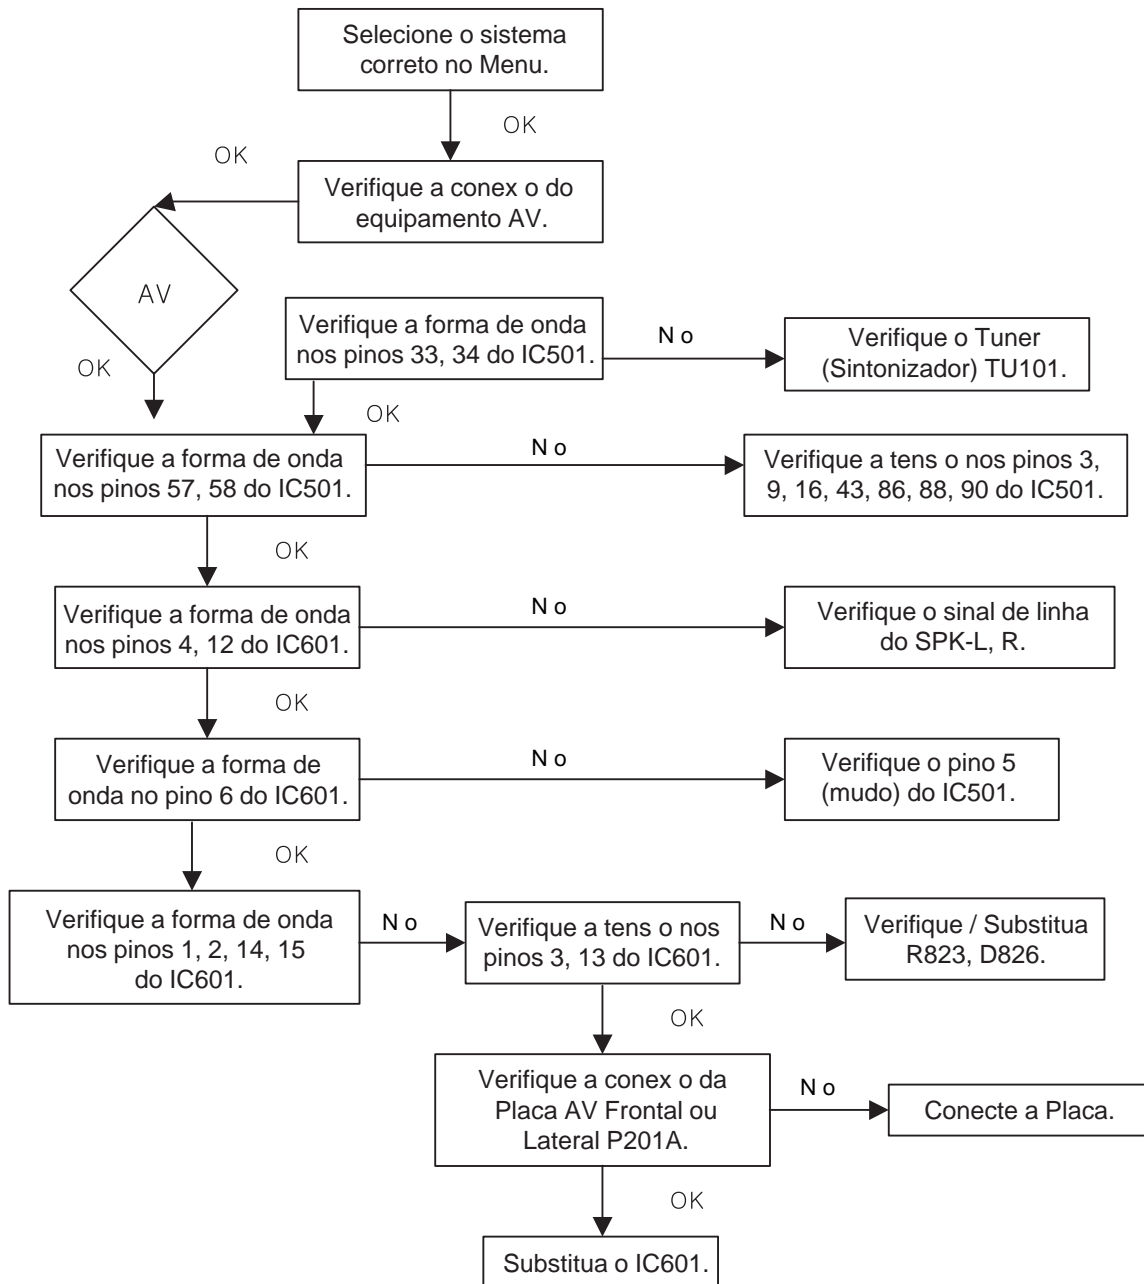 Selecione o sistema
correto no Menu.
OK
OK
Verifique a conex o do
equipamento AV.
AV
Verifique a forma de onda
nos pinos 33, 34 do IC501.
N o
Verifique o Tuner
(Sintonizador) TU101.
OK
OK
Verifique a forma de onda
nos pinos 57, 58 do IC501.
N o
Verifique a tens o nos pinos 3,
9, 16, 43, 86, 88, 90 do IC501.
OK
Verifique a forma de onda
nos pinos 4, 12 do IC601.
N o
Verifique o sinal de linha
do SPK-L, R.
OK
Verifique a forma de
onda no pino 6 do IC601.
N o
Verifique o pino 5
(mudo) do IC501.
OK
Verifique a forma de onda
nos pinos 1, 2, 14, 15
do IC601.
N o
Verifique a tens o nos
pinos 3, 13 do IC601.
N o
Verifique / Substitua
R823, D826.
OK
Verifique a conex o da
Placa AV Frontal ou
Lateral P201A.
N o
Conecte a Placa.
OK
Substitua o IC601.